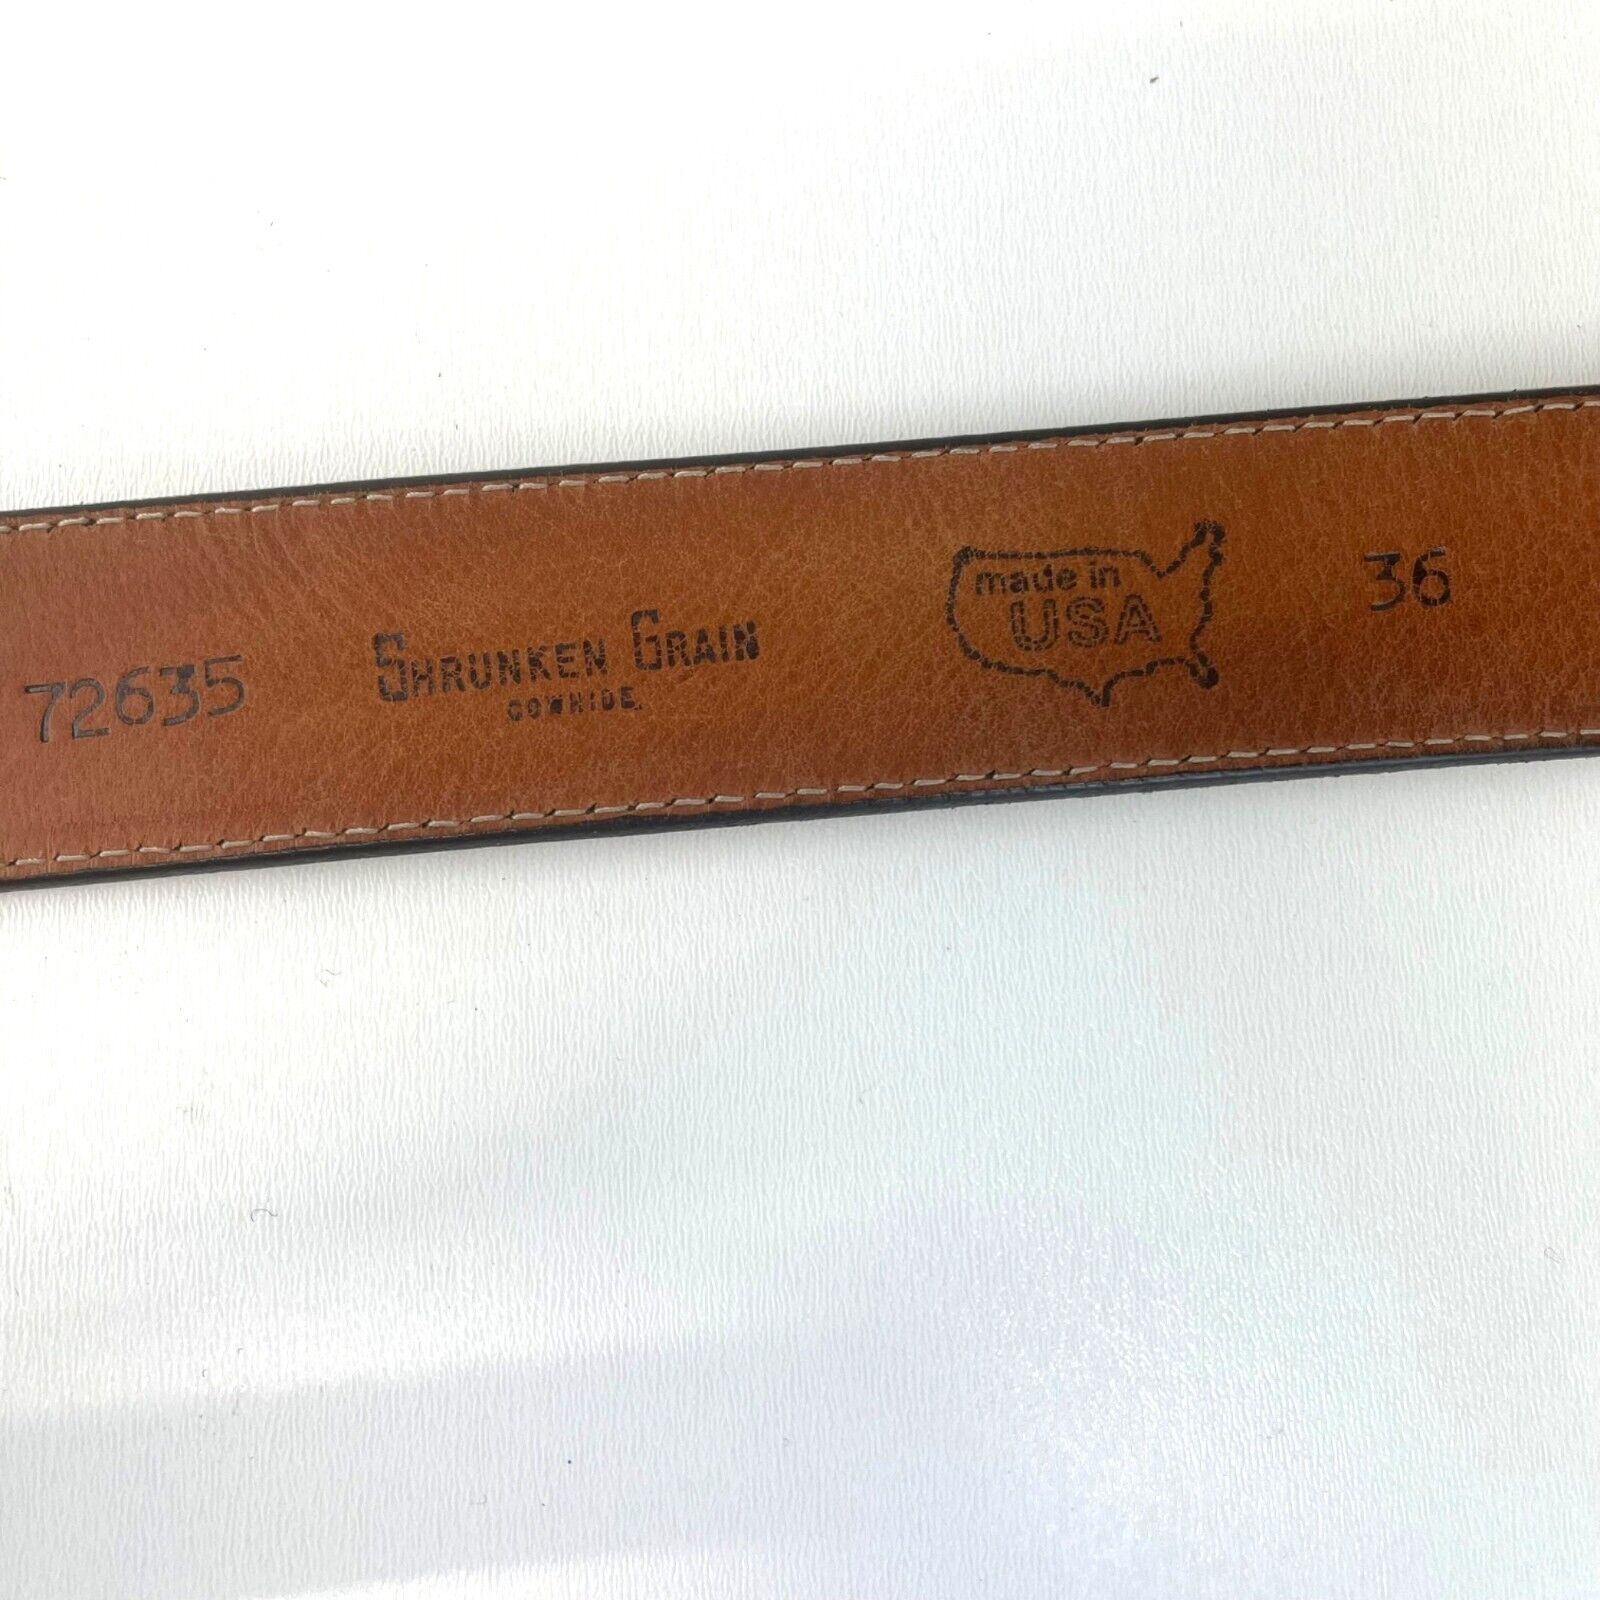 72635
SHRUNKEN GRAIN
COWHIDE
made in
USA
36